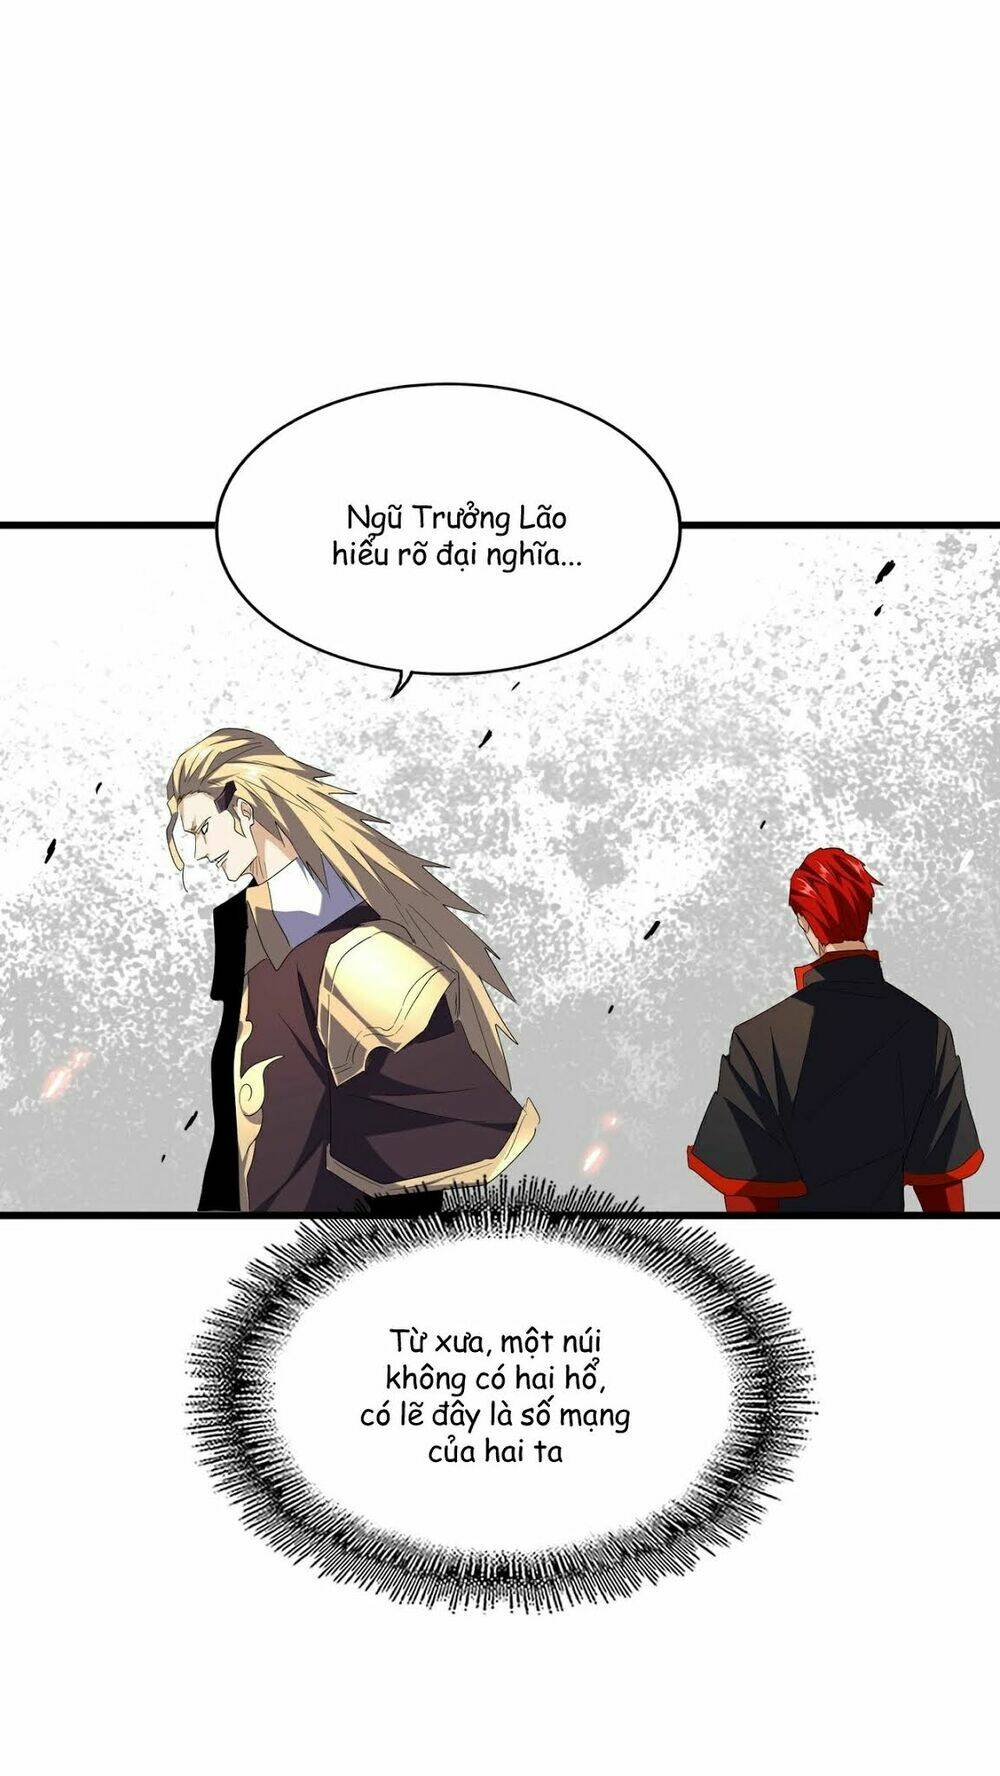 Ngũ Trưởng Lão
hiểu rõ đại nghĩa...
Từ xưa, một núi
không có hai hổ,
có lẽ đây là số mạng
của hai ta